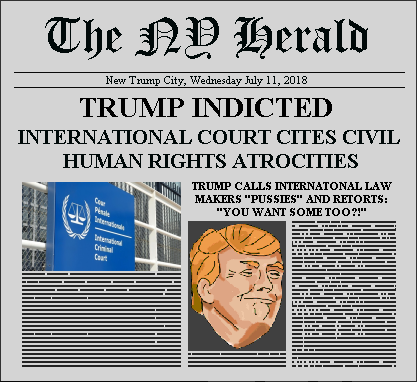 The NY Herald
New Trump City, Wednesday July 11, 2018
TRUMP INDICTED
INTERNATIONAL COURT CITES CIVIL
HUMAN RIGHTS ATROCITIES
TRUMP CALLS INTERNATONAL LAW
MAKERS "PUSSIES" AND RETORTS:
"YOU WANT SOME TOO?!"
Cour
Pénale
Internationale
International
Criminal
Court